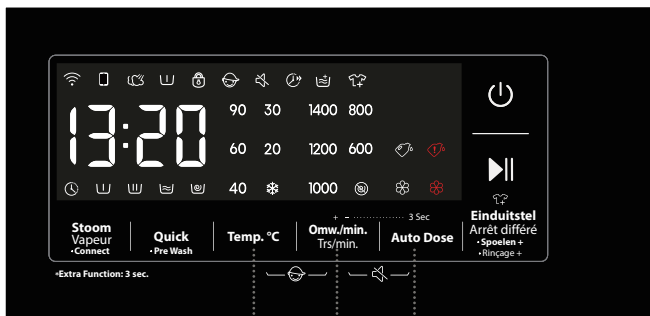 90 30 1400 800
13:20
60 20 1200 600
40 1000
+ - 3 Sec
Stoom
Vapeur
•Connect
Quick
•Pre Wash
Temp. °C
Omw./min.
Trs/min.
Auto Dose
Einduitstel
Arrêt différé
•Spoelen +
•Rinçage +
*Extra Function: 3 sec.